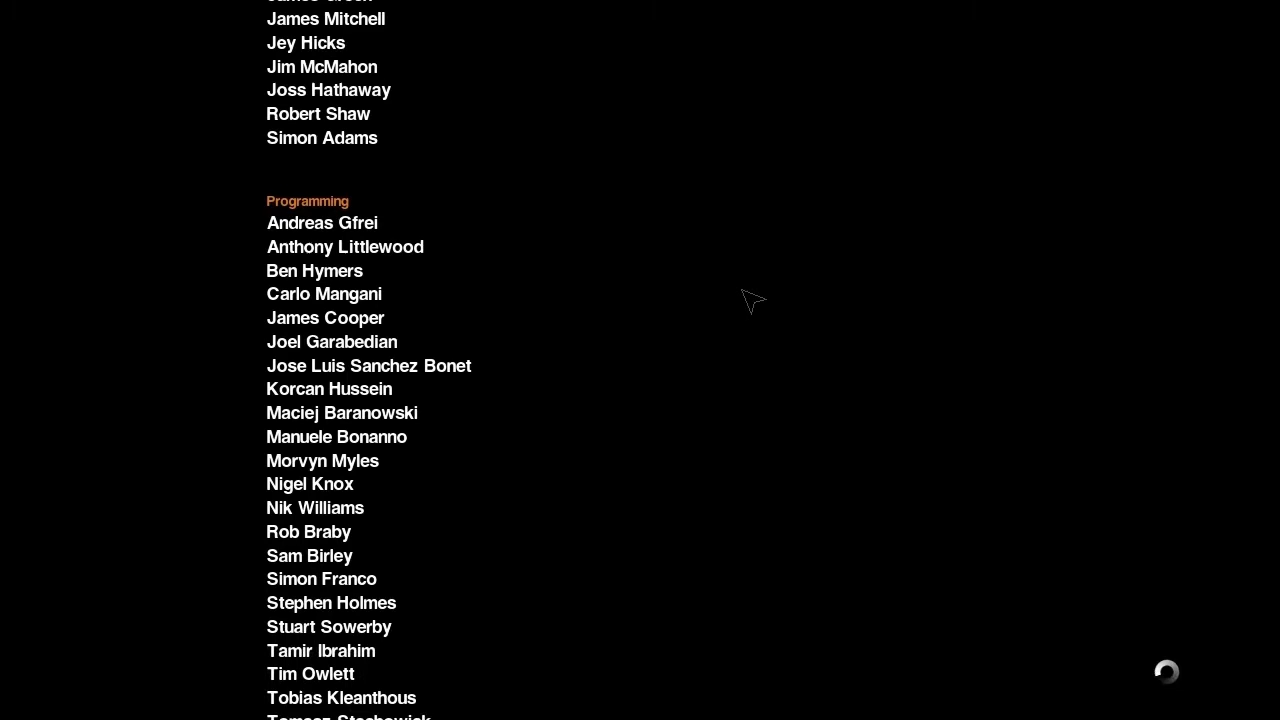 James Mitchell
Jey Hicks
Jim McMahon
Joss Hathaway
Robert Shaw
Simon Adams
Programming
Andreas Gfrei
Anthony Littlewood
Ben Hymers
Carlo Mangani
James Cooper
Joel Garabedian
Jose Luis Sanchez Bonet
Korcan Hussein
Maciej Baranowski
Manuele Bonanno
Morvyn Myles
Nigel Knox
Nik Williams
Rob Braby
Sam Birley
Simon Franco
Stephen Holmes
Stuart Sowerby
Tamir Ibrahim
Tim Owlett
Tobias Kleanthous